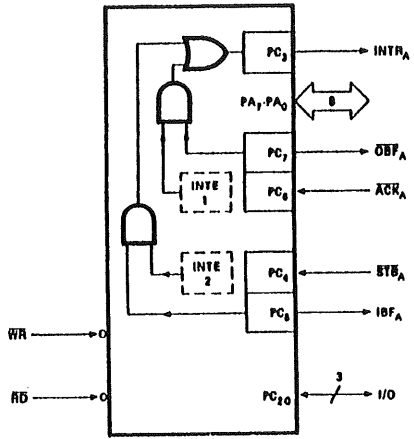 PC3 INTRA
PA7-PA0 8
PC7 OBFA
INTE 1 PC6 ACKA
INTE 2 PC4 STBA
PC5 IBFA
WR
RD PC2 0 3 I/O